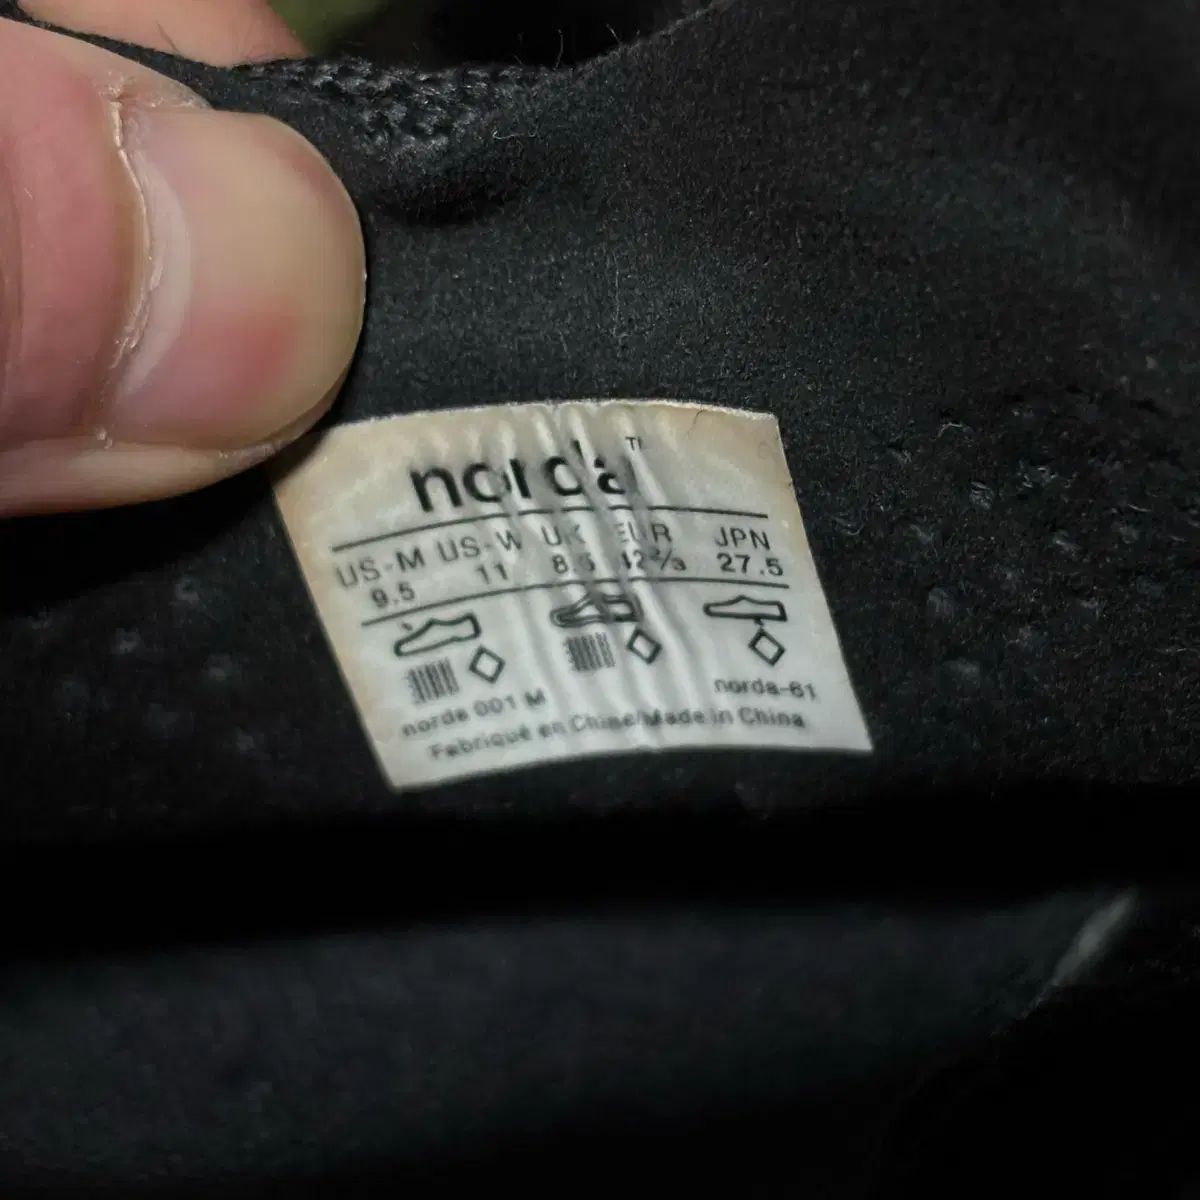 norda™
US-M US-W UK EUR JPN
9.5 11 8.5 42⅔ 27.5
norda 001 M norda-61
Fabriqué en Chine/Made in China